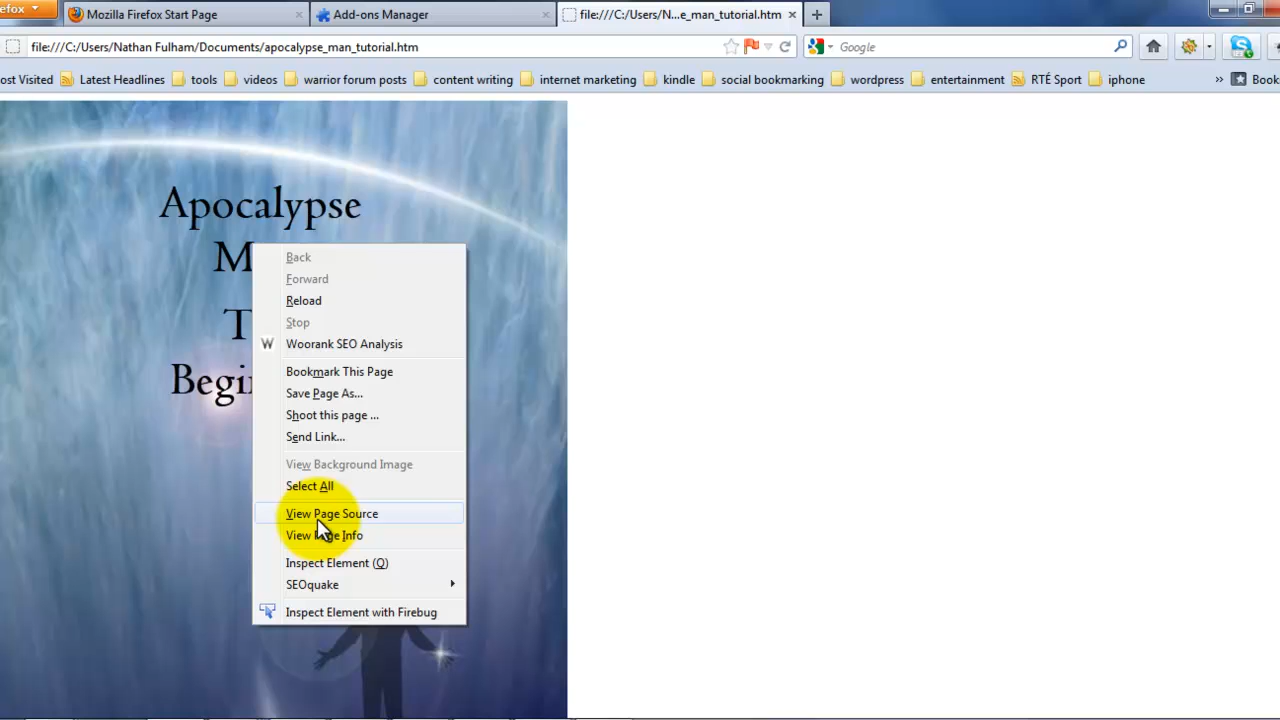 efox
Mozilla Firefox Start Page
Add-ons Manager
file:///C:/Users/N...e_man_tutorial.htm
file:///C:/Users/Nathan Fulham/Documents/apocalypse_man_tutorial.htm
Google
ost Visited
Latest Headlines
tools
videos
warrior forum posts
content writing
internet marketing
kindle
social bookmarking
wordpress
entertainment
RTÉ Sport
iphone
Book
Apocalypse
M
T
Begi
Back
Forward
Reload
Stop
W Woorank SEO Analysis
Bookmark This Page
Save Page As...
Shoot this page ...
Send Link...
View Background Image
Select All
View Page Source
View Page Info
Inspect Element (Q)
SEOquake
Inspect Element with Firebug